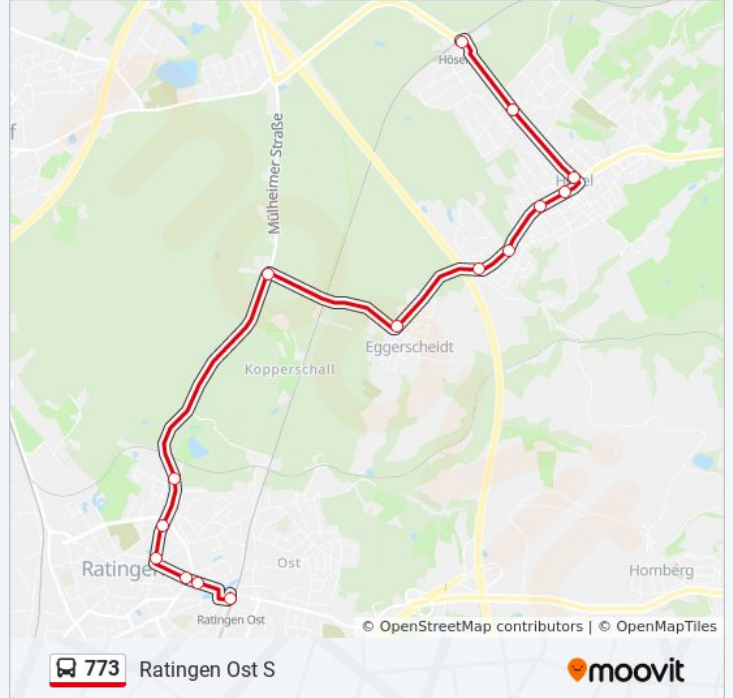 Hösel
Mülheimer Straße
Hösel
Eggerscheidt
Kopperschall
Ratingen
Ost
Homberg
Ratingen Ost
f
© OpenStreetMap contributors | © OpenMapTiles
773 Ratingen Ost S
moovit